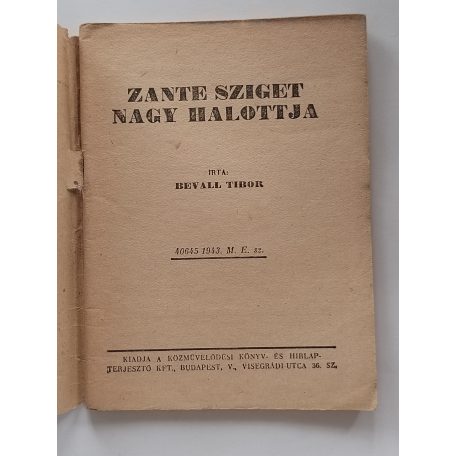 ZANTE SZIGET
NAGY HALOTTJA
IRTA:
BEVALL TIBOR
40645 1943. M. E. sz.
KIADJA A KÖZMŰVELŐDÉSI KÖNYV- ÉS HIRLAP-
TERJESZTŐ KFT., BUDAPEST, V., VISEGRÁDI UTCA 36. SZ.